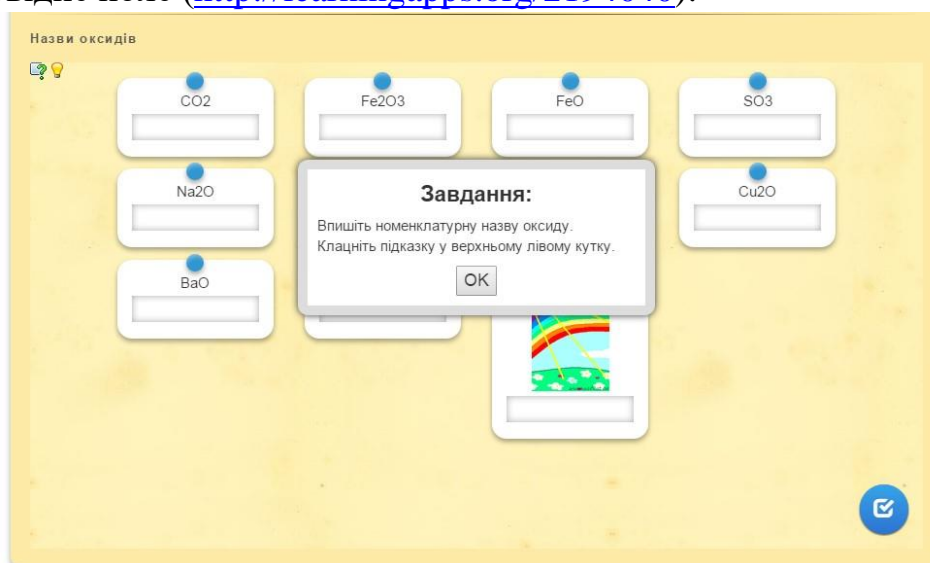 Назви оксидів
CO2 Fe2O3 FeO SO3
Na2O Cu2O
Завдання:
Впишіть номенклатурну назву оксиду.
Клацніть підказку у верхньому лівому кутку.
OK
BaO